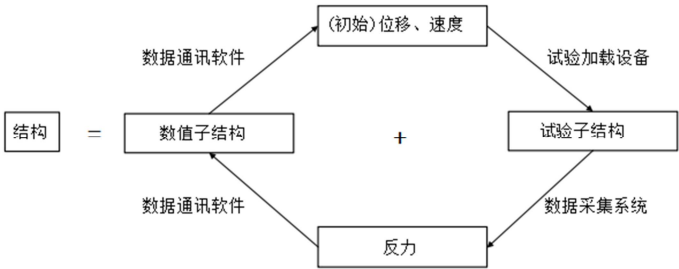 (初始)位移、速度
数据通讯软件
试验加载设备
结构
=
数值子结构
+
试验子结构
数据通讯软件
数据采集系统
反力